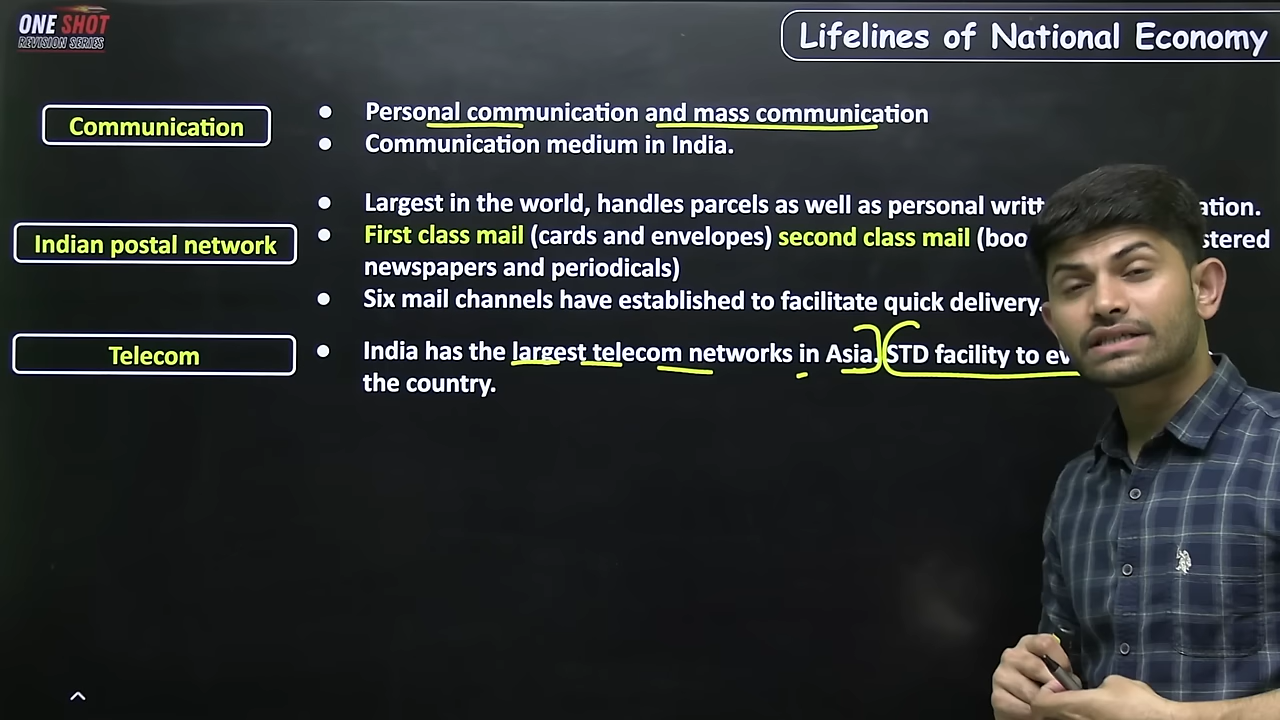 ONE SHOT
REVISION SERIES
Lifelines of National Economy
Communication
• Personal communication and mass communication
• Communication medium in India.
Indian postal network
• Largest in the world, handles parcels as well as personal
• First class mail (cards and envelopes) second class mail
newspapers and periodicals)
• Six mail channels have established to facilitate quick delivery.
Telecom
• India has the largest telecom networks in Asia. STD facility to
the country.